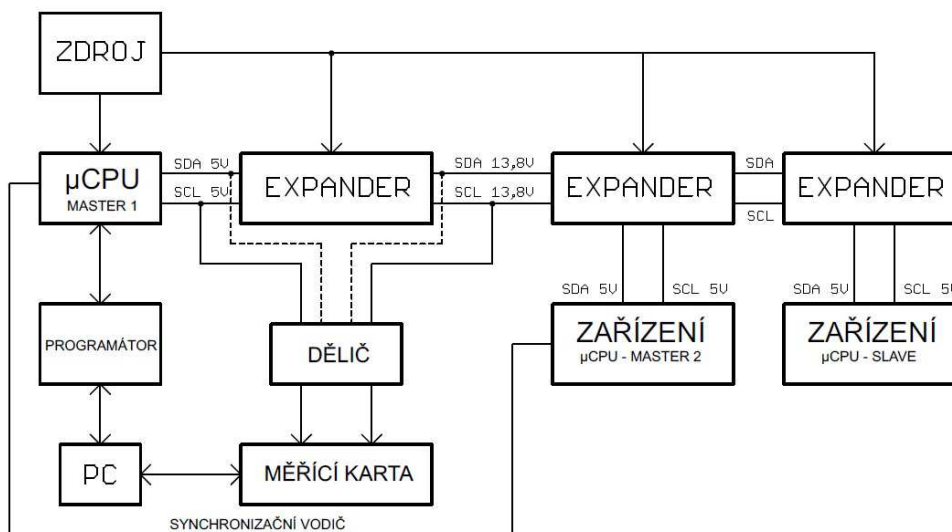 ZDROJ
µCPU
MASTER 1
SDA 5V
SCL 5V
EXPANDER
SDA 13,8V
SCL 13,8V
EXPANDER
SDA
SCL
EXPANDER
SDA 5V
SCL 5V
SDA 5V
SCL 5V
PROGRAMÁTOR
DĚLIČ
ZAŘÍZENÍ
µCPU - MASTER 2
ZAŘÍZENÍ
µCPU - SLAVE
PC
MĚŘÍCÍ KARTA
SYNCHRONIZAČNÍ VODIČ